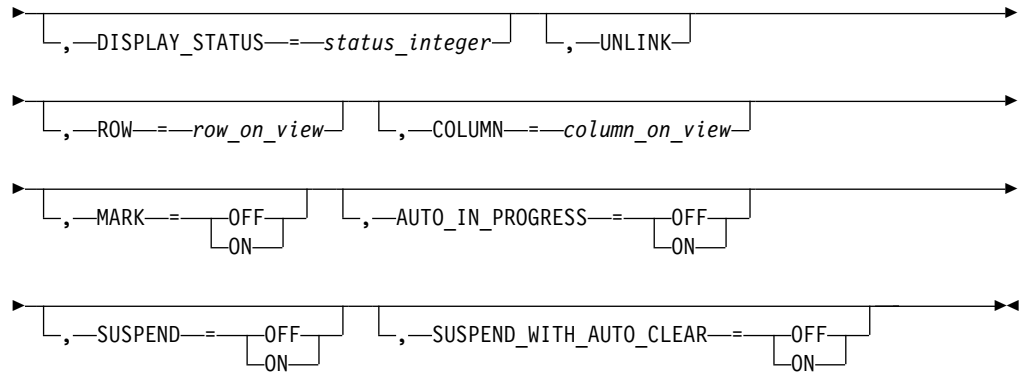 , DISPLAY_STATUS = status_integer , UNLINK
, ROW = row_on_view , COLUMN = column_on_view
, MARK = OFF , AUTO_IN_PROGRESS = OFF
ON ON
, SUSPEND = OFF , SUSPEND_WITH_AUTO_CLEAR = OFF
ON ON